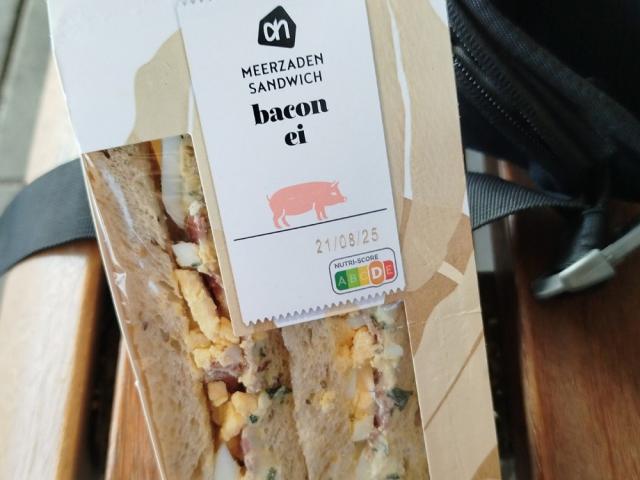 ah
MEERZADEN
SANDWICH
bacon
ei
21/08/25
NUTRI-SCORE
A B C D E